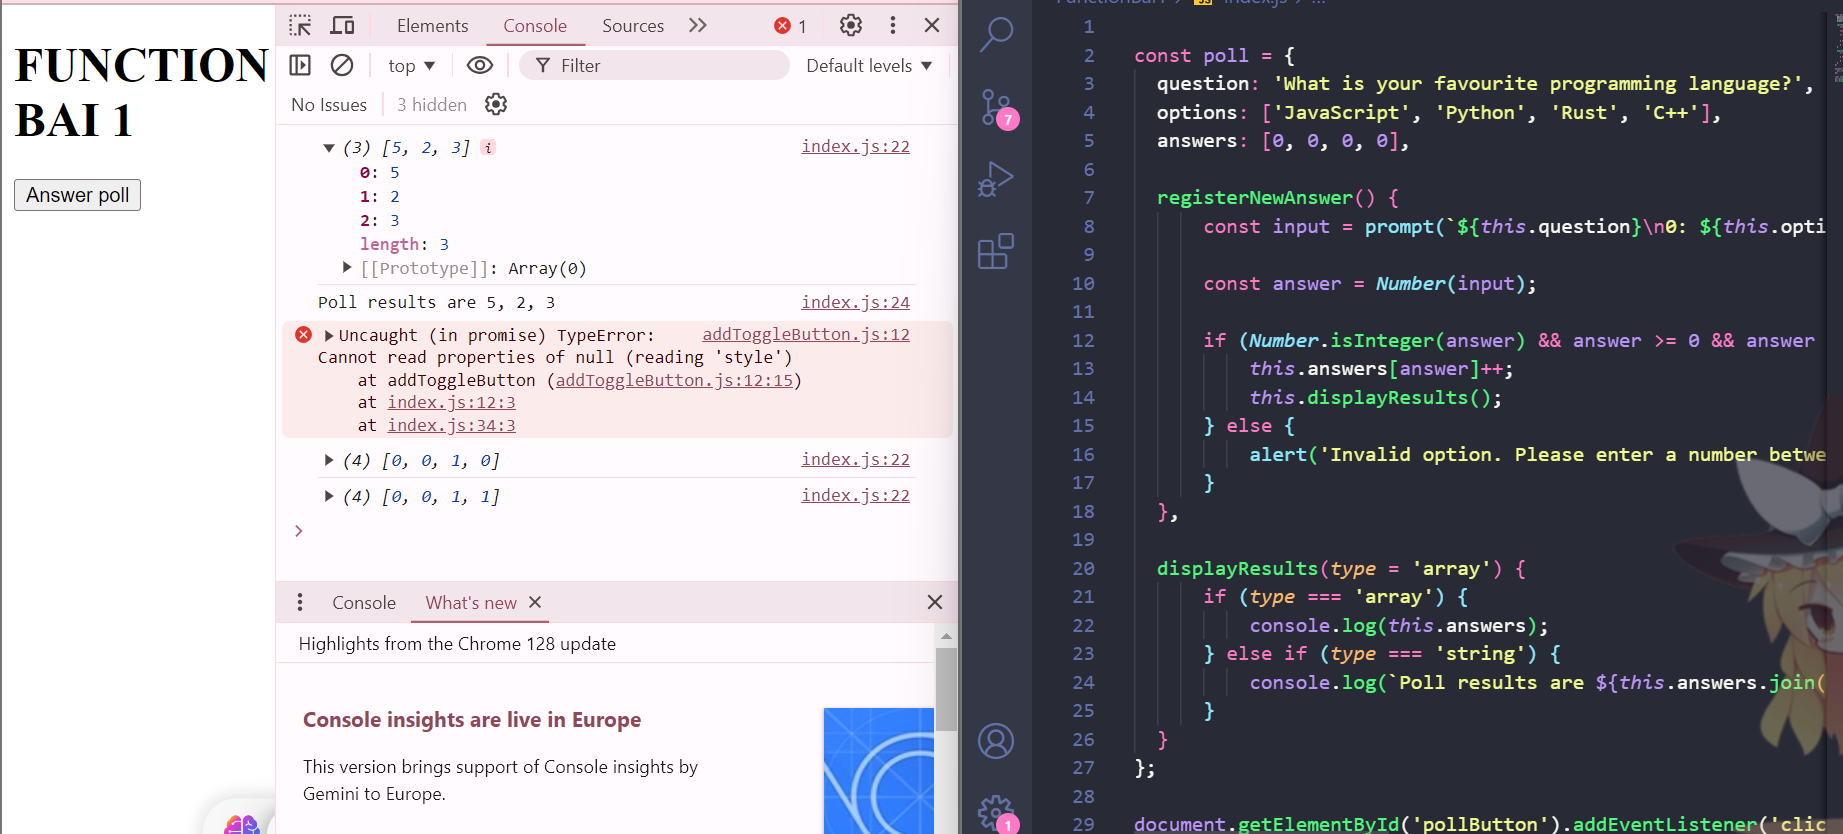 FUNCTION
BAI 1
Answer poll
Elements
Console
Sources
1
top
Filter
Default levels
No Issues
3 hidden
(3) [5, 2, 3] i
index.js:22
0: 5
1: 2
2: 3
length: 3
[[Prototype]]: Array(0)
Poll results are 5, 2, 3
index.js:24
Uncaught (in promise) TypeError:
addToggleButton.js:12
Cannot read properties of null (reading 'style')
at addToggleButton (addToggleButton.js:12:15)
at index.js:12:3
at index.js:34:3
(4) [0, 0, 1, 0]
index.js:22
(4) [0, 0, 1, 1]
index.js:22
Console
What's new
Highlights from the Chrome 128 update
Console insights are live in Europe
This version brings support of Console insights by
Gemini to Europe.
7
1
1
2 const poll = {
3 question: 'What is your favourite programming language?',
4 options: ['JavaScript', 'Python', 'Rust', 'C++'],
5 answers: [0, 0, 0, 0],
6
7 registerNewAnswer() {
8 const input = prompt(`${this.question}\n0: ${this.opti
9
10 const answer = Number(input);
11
12 if (Number.isInteger(answer) && answer >= 0 && answer
13 this.answers[answer]++;
14 this.displayResults();
15 } else {
16 alert('Invalid option. Please enter a number betwe
17 }
18 },
19
20 displayResults(type = 'array') {
21 if (type === 'array') {
22 console.log(this.answers);
23 } else if (type === 'string') {
24 console.log(`Poll results are ${this.answers.join(
25 }
26 }
27 };
28
29 document.getElementById('pollButton').addEventListener('clic